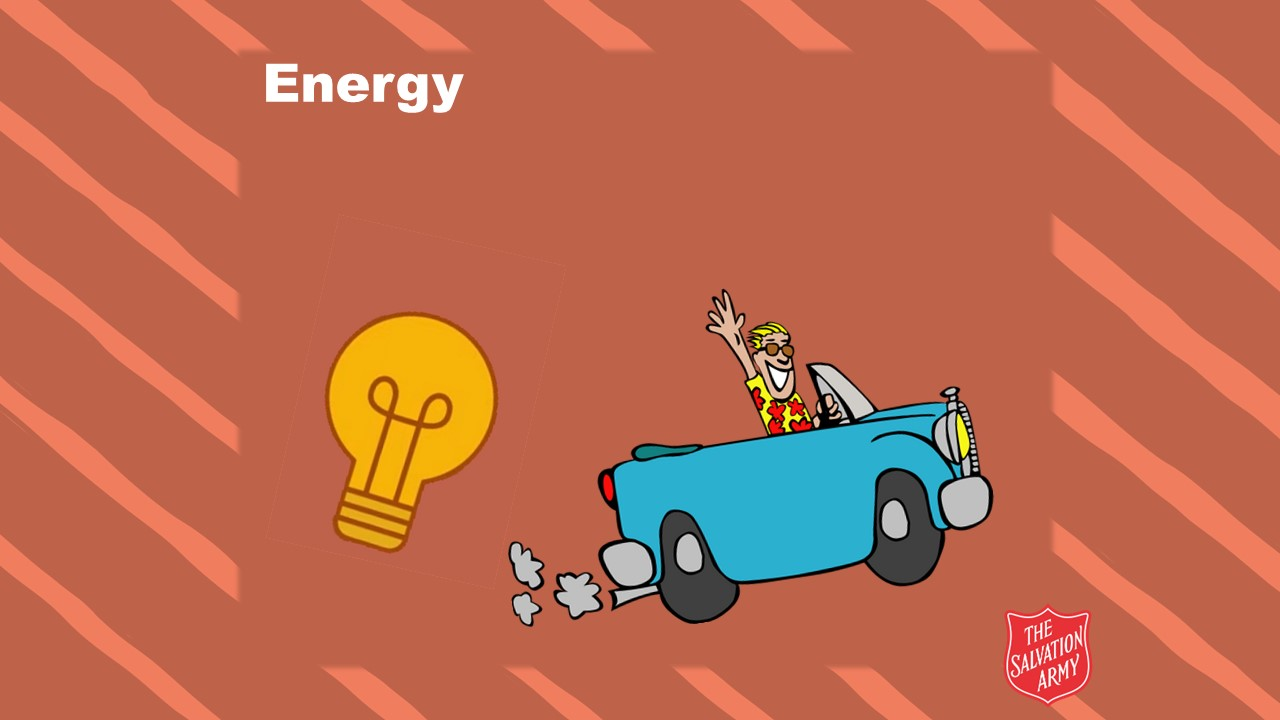 Energy
THE
SALVATION
ARMY